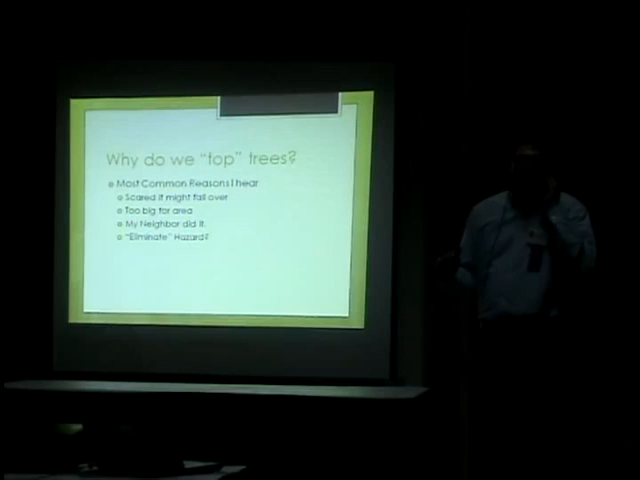 Why do we “top” trees?
Most Common Reasons I hear
Scared it might fall over
Too big for area
My Neighbor did it.
“Eliminate” Hazard?